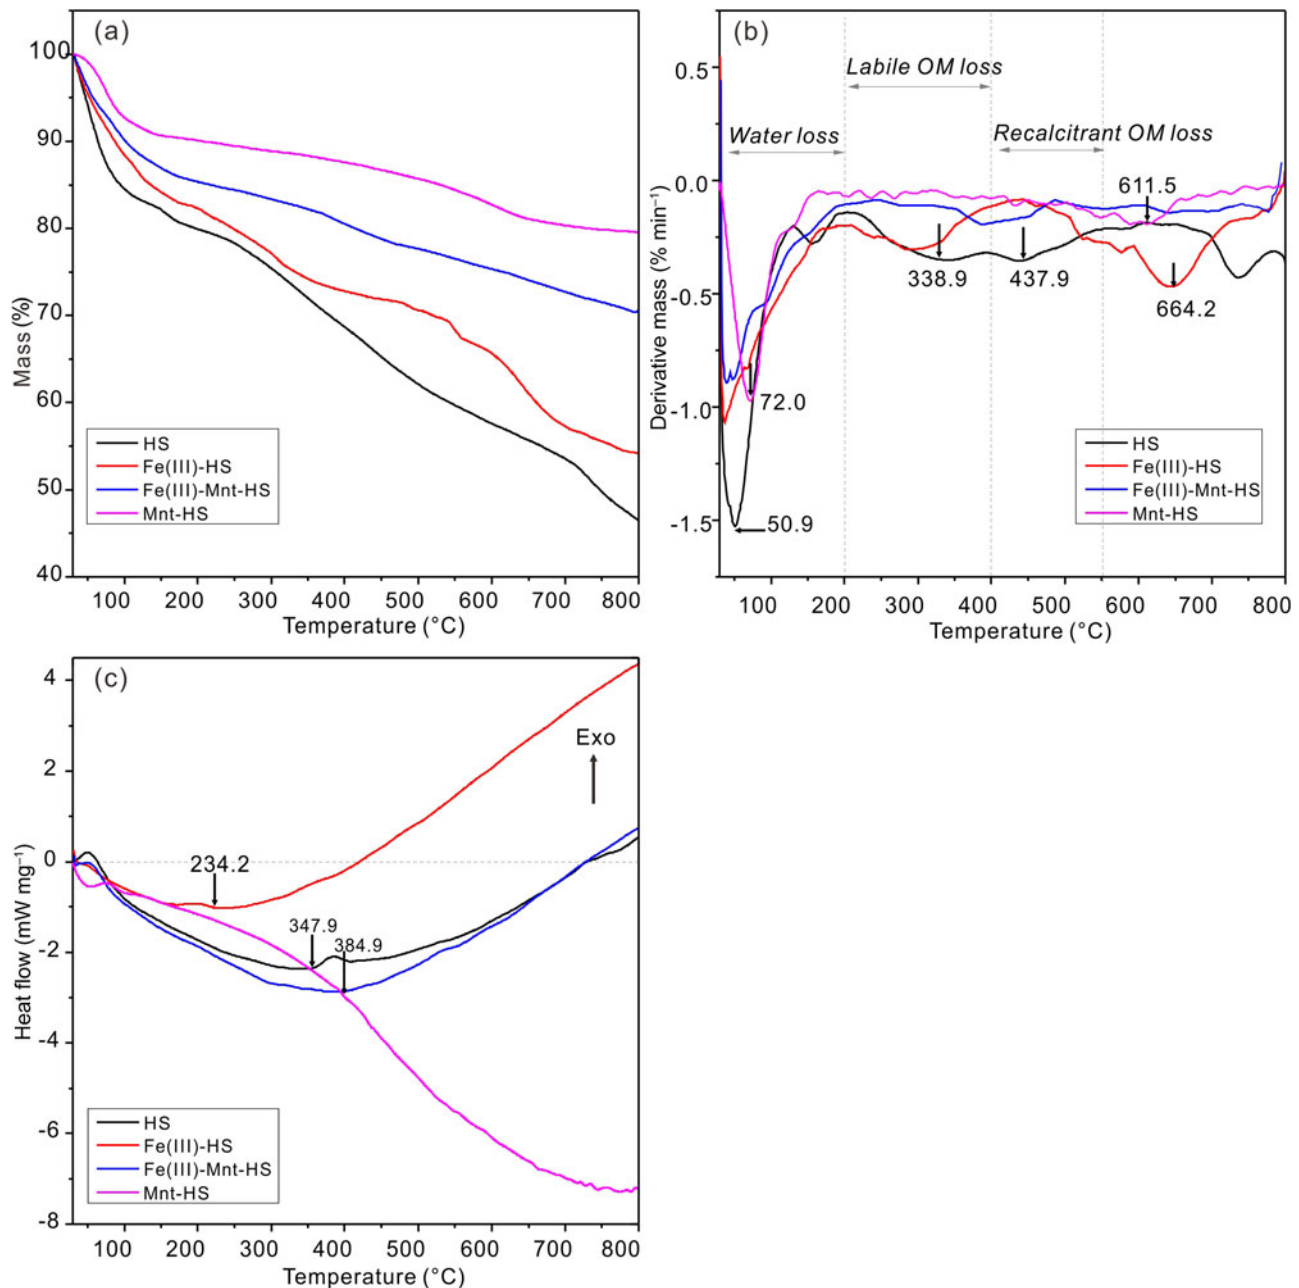 (a)
100
90
80
70
60
50
40
Mass (%)
HS
Fe(III)-HS
Fe(III)-Mnt-HS
Mnt-HS
100 200 300 400 500 600 700 800
Temperature (°C)
(b)
0.5
0.0
-0.5
-1.0
-1.5
Derivative mass (% min⁻¹)
Labile OM loss
Water loss
Recalcitrant OM loss
611.5
338.9
437.9
664.2
72.0
50.9
HS
Fe(III)-HS
Fe(III)-Mnt-HS
Mnt-HS
100 200 300 400 500 600 700 800
Temperature (°C)
(c)
4
2
0
-2
-4
-6
-8
Heat flow (mW mg⁻¹)
Exo
234.2
347.9
384.9
HS
Fe(III)-HS
Fe(III)-Mnt-HS
Mnt-HS
100 200 300 400 500 600 700 800
Temperature (°C)